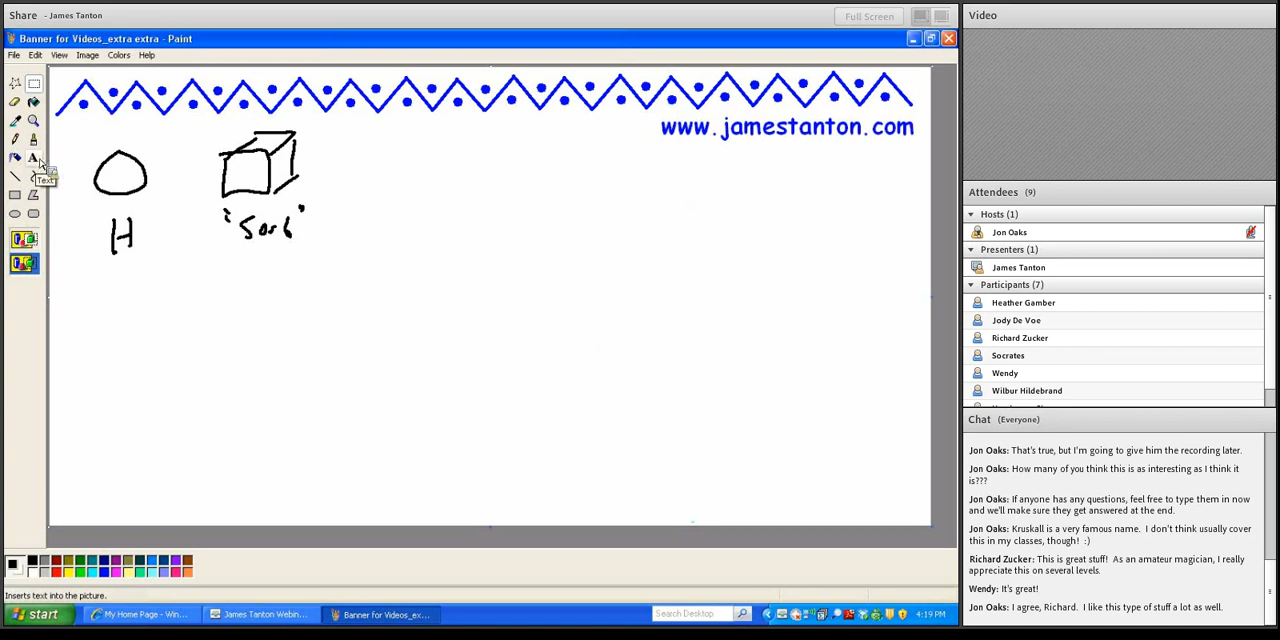 Share - James Tanton
Full Screen
Video
Banner for Videos_extra extra - Paint
File Edit View Image Colors Help
www.jamestanton.com
A
Text
H
"5 or 6"
Attendees (9)
Hosts (1)
Jon Oaks
Presenters (1)
James Tanton
Participants (7)
Heather Gamber
Jody De Voe
Richard Zucker
Socrates
Wendy
Wilbur Hildebrand
Chat (Everyone)
Jon Oaks: That's true, but I'm going to give him the recording later.
Jon Oaks: How many of you think this is as interesting as I think it
is???
Jon Oaks: If anyone has any questions, feel free to type them in now
and we'll make sure they get answered at the end.
Jon Oaks: Kruskall is a very famous name. I don't think usually cover
this in my classes, though! :)
Richard Zucker: This is great stuff! As an amateur magician, I really
appreciate this on several levels.
Wendy: It's great!
Jon Oaks: I agree, Richard. I like this type of stuff a lot as well.
Inserts text into the picture.
start
My Home Page - Win...
James Tanton Webin...
Banner for Videos_ex...
Search Desktop
4:19 PM